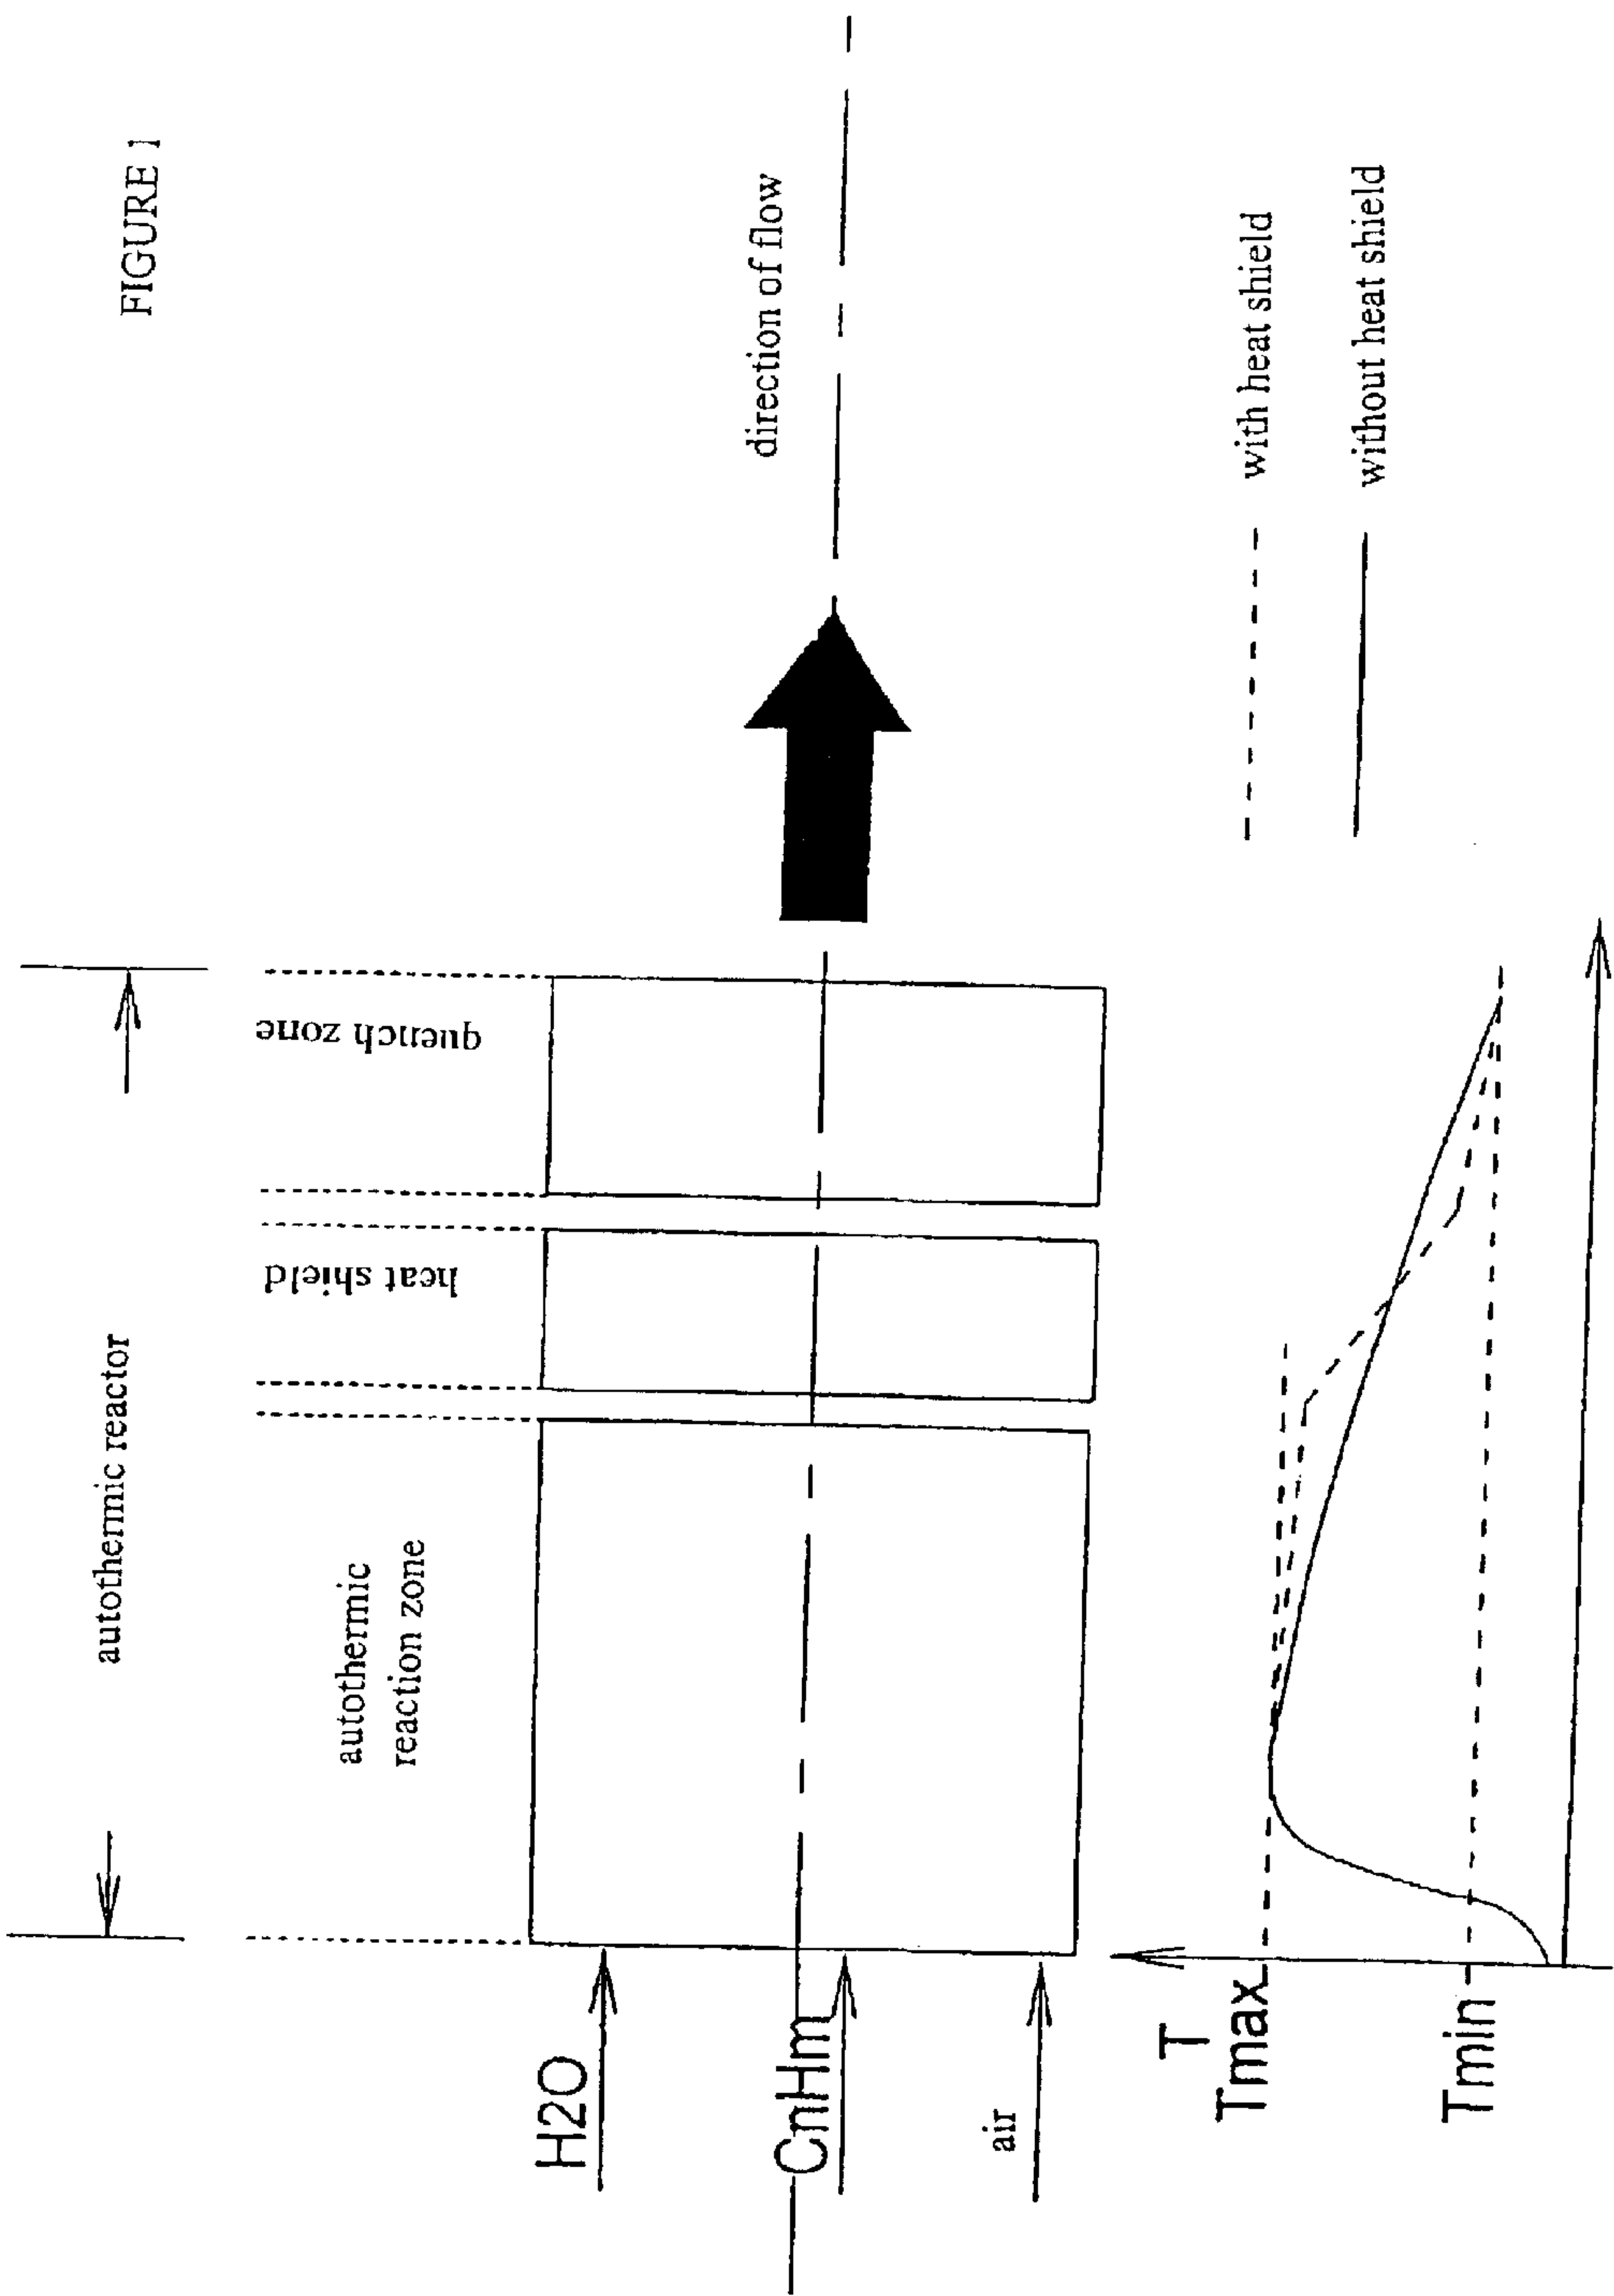 FIGURE 1
autothermic reactor
autothermic
reaction zone
heat shield
quench zone
H2O
CnHm
air
direction of flow
T
Tmax
Tmin
with heat shield
without heat shield